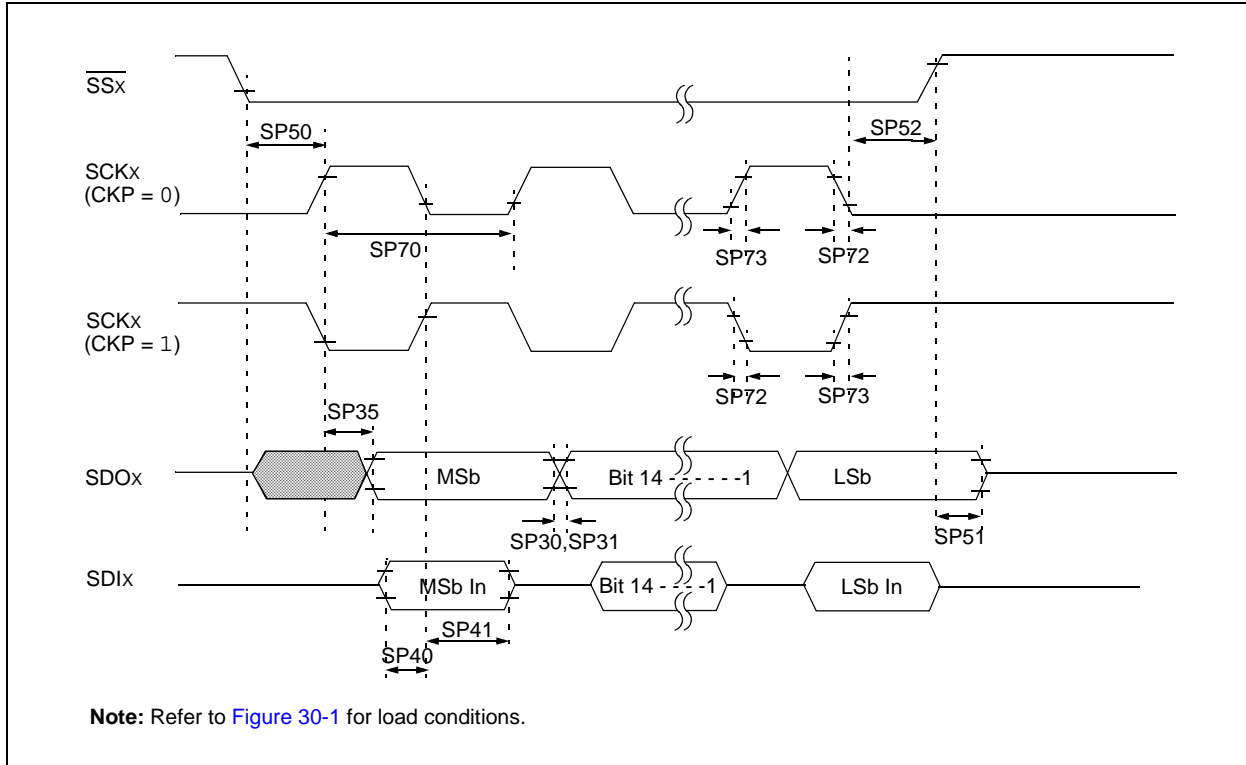 SSX
SP50
SP52
SCKX
(CKP = 0)
SP70
SP73
SP72
SCKX
(CKP = 1)
SP72
SP73
SP35
SDOX
MSb
Bit 14 - - - - - -1
LSb
SP30,SP31
SP51
SDIX
MSb In
Bit 14 - - - -1
LSb In
SP41
SP40
Note: Refer to Figure 30-1 for load conditions.